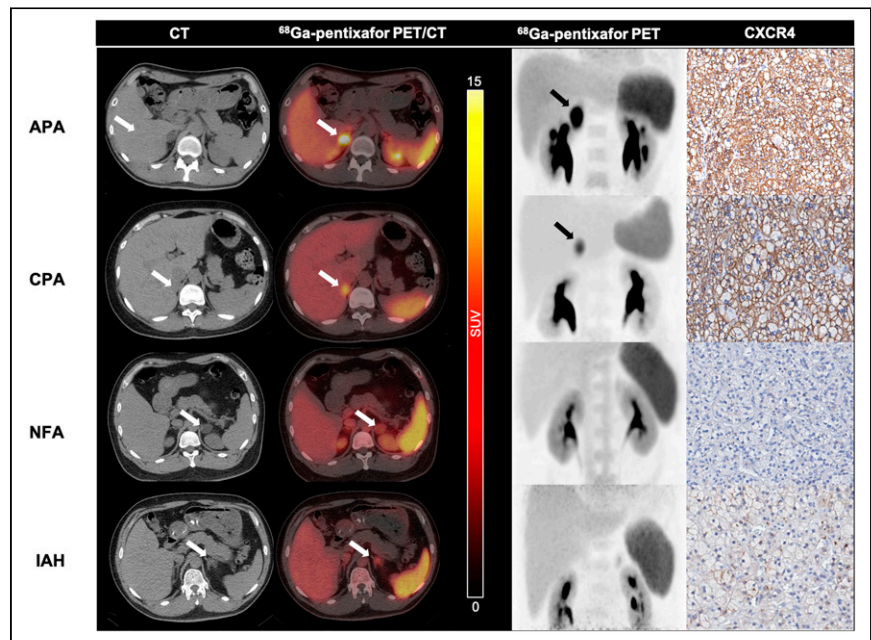 CT ⁶⁸Ga-pentixafor PET/CT ⁶⁸Ga-pentixafor PET CXCR4
15
APA
CPA
SUV
NFA
IAH
0